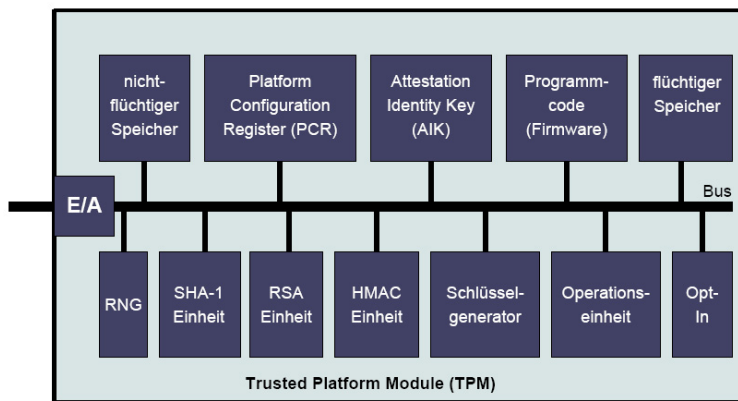 nicht-
flüchtiger
Speicher
Platform
Configuration
Register (PCR)
Attestation
Identity Key
(AIK)
Programm-
code
(Firmware)
flüchtiger
Speicher
E/A
Bus
RNG
SHA-1
Einheit
RSA
Einheit
HMAC
Einheit
Schlüssel-
generator
Operations-
einheit
Opt-
In
Trusted Platform Module (TPM)